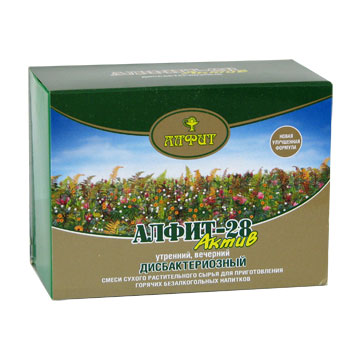 АЛФИТ
НОВАЯ
УЛУЧШЕННАЯ
ФОРМУЛА
АЛФИТ-28
Актив
утренний, вечерний
ДИСБАКТЕРИОЗНЫЙ
СМЕСИ СУХОГО РАСТИТЕЛЬНОГО СЫРЬЯ ДЛЯ ПРИГОТОВЛЕНИЯ
ГОРЯЧИХ БЕЗАЛКОГОЛЬНЫХ НАПИТКОВ